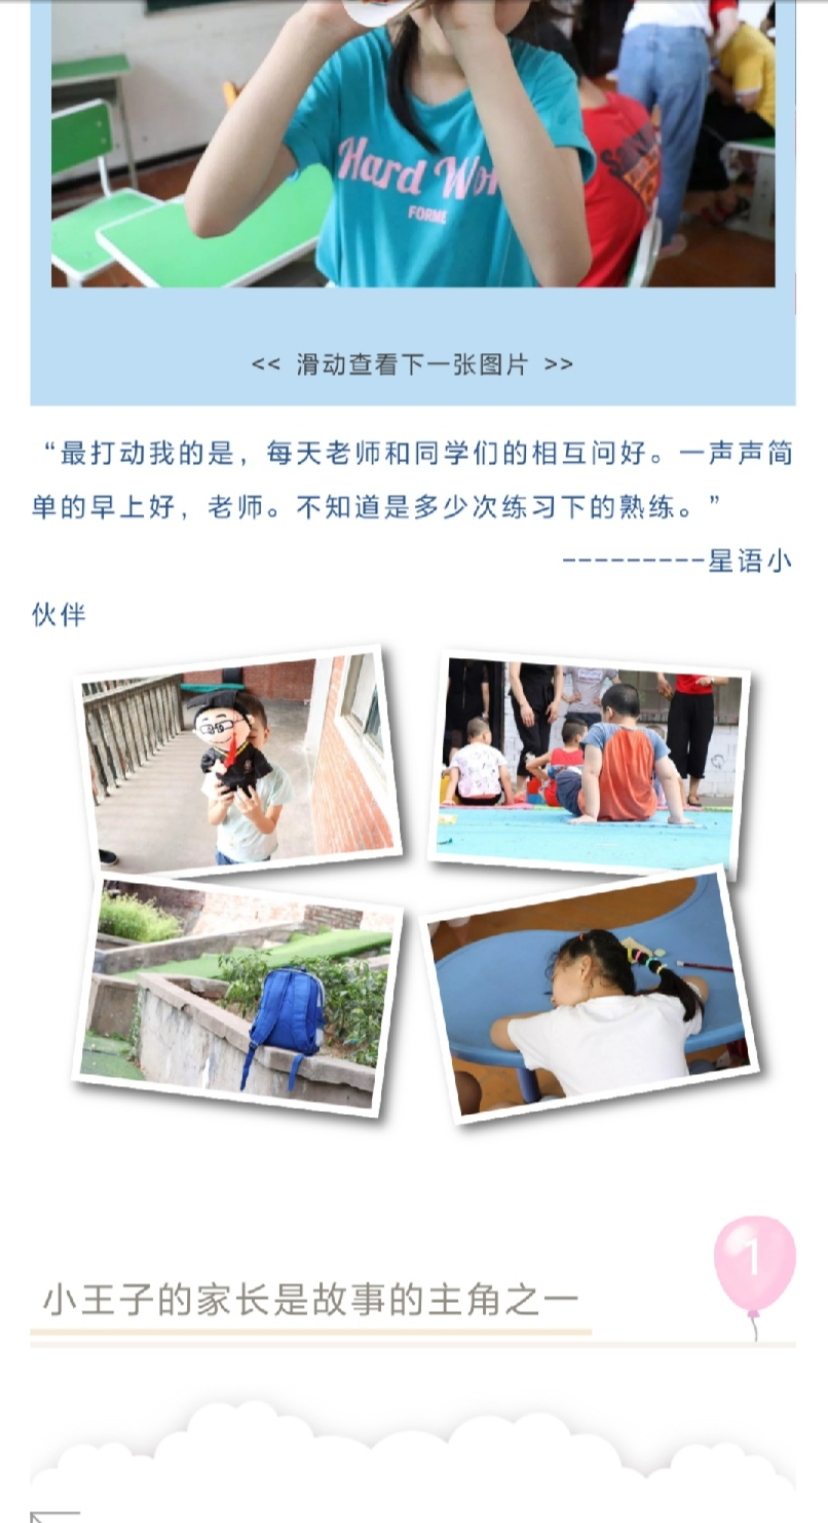 Hard Wor
FORME
<< 滑动查看下一张图片 >>
“最打动我的是，每天老师和同学们的相互问好。一声声简
单的早上好，老师。不知道是多少次练习下的熟练。”
----------星语小
伙伴
1
小王子的家长是故事的主角之一